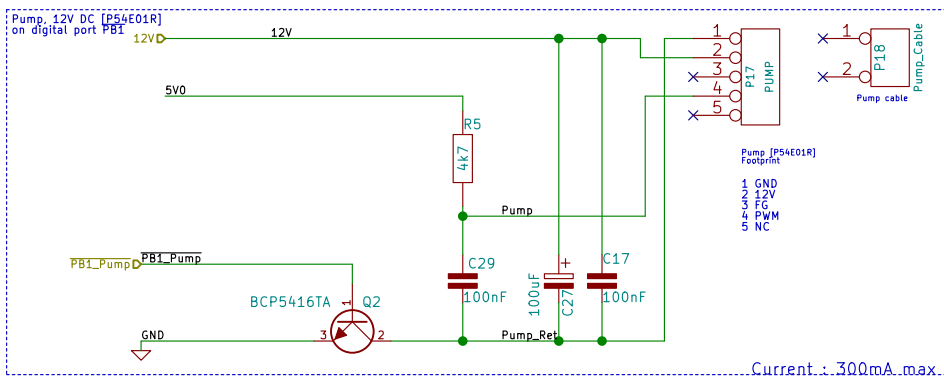 Pump, 12V DC [P54E01R]
on digital port PB1
12V
12V
5V0
R5
4k7
Pump
PB1_Pump
PB1_Pump
BCP5416TA
Q2
1
3
2
GND
C29
100nF
100uF
C27
+
C17
100nF
Pump_Ret
1
2
3
4
5
P17
PUMP
1
2
P18
Pump_Cable
Pump cable
Pump [P54E01R]
Footprint
1 GND
2 12V
3 FG
4 PWM
5 NC
Current : 300mA max